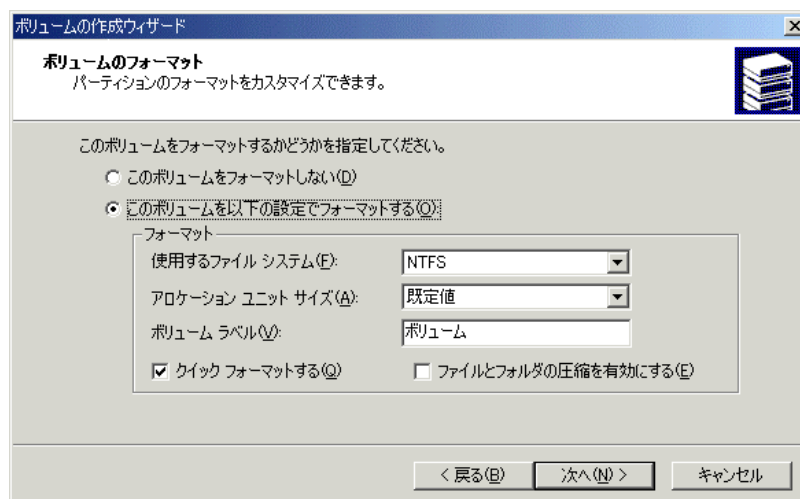 ボリュームの作成ウィザード
ボリュームのフォーマット
パーティションのフォーマットをカスタマイズできます。
このボリュームをフォーマットするかどうかを指定してください。
このボリュームをフォーマットしない(D)
このボリュームを以下の設定でフォーマットする(O):
フォーマット
使用するファイル システム(F): NTFS
アロケーション ユニット サイズ(A): 既定値
ボリューム ラベル(V): ボリューム
クイック フォーマットする(Q) ファイルとフォルダの圧縮を有効にする(E)
< 戻る(B) 次へ(N) > キャンセル